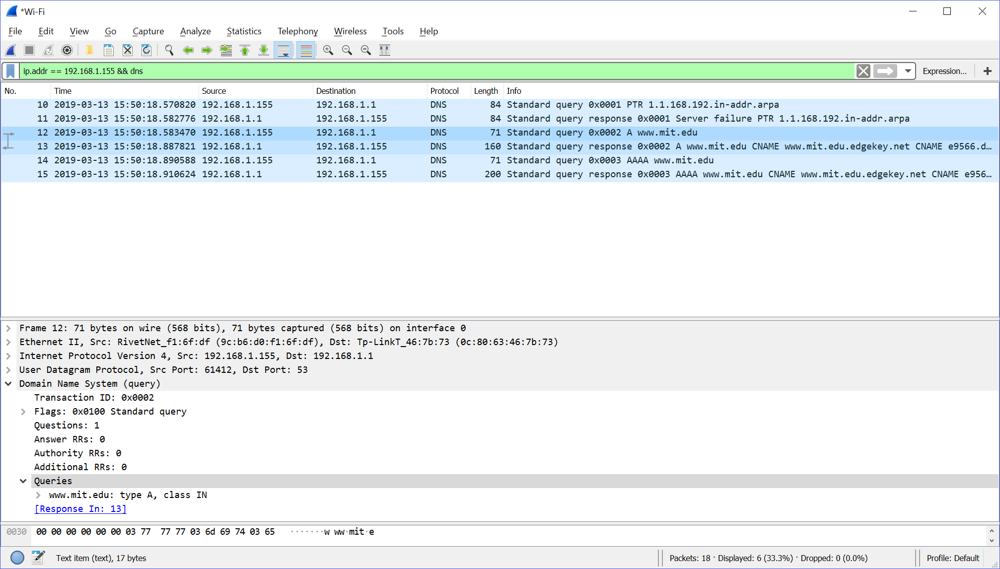 *Wi-Fi
File Edit View Go Capture Analyze Statistics Telephony Wireless Tools Help
ip.addr == 192.168.1.155 && dns Expression... +
No. Time Source Destination Protocol Length Info
10 2019-03-13 15:50:18.570820 192.168.1.155 192.168.1.1 DNS 84 Standard query 0x0001 PTR 1.1.168.192.in-addr.arpa
11 2019-03-13 15:50:18.582776 192.168.1.1 192.168.1.155 DNS 84 Standard query response 0x0001 Server failure PTR 1.1.168.192.in-addr.arpa
12 2019-03-13 15:50:18.583470 192.168.1.155 192.168.1.1 DNS 71 Standard query 0x0002 A www.mit.edu
13 2019-03-13 15:50:18.887821 192.168.1.1 192.168.1.155 DNS 160 Standard query response 0x0002 A www.mit.edu CNAME www.mit.edu.edgekey.net CNAME e9566.d...
14 2019-03-13 15:50:18.890588 192.168.1.155 192.168.1.1 DNS 71 Standard query 0x0003 AAAA www.mit.edu
15 2019-03-13 15:50:18.910624 192.168.1.1 192.168.1.155 DNS 200 Standard query response 0x0003 AAAA www.mit.edu CNAME www.mit.edu.edgekey.net CNAME e956...
Frame 12: 71 bytes on wire (568 bits), 71 bytes captured (568 bits) on interface 0
Ethernet II, Src: RivetNet_f1:6f:df (9c:b6:d0:f1:6f:df), Dst: Tp-LinkT_46:7b:73 (0c:80:63:46:7b:73)
Internet Protocol Version 4, Src: 192.168.1.155, Dst: 192.168.1.1
User Datagram Protocol, Src Port: 61412, Dst Port: 53
Domain Name System (query)
Transaction ID: 0x0002
Flags: 0x0100 Standard query
Questions: 1
Answer RRs: 0
Authority RRs: 0
Additional RRs: 0
Queries
www.mit.edu: type A, class IN
[Response In: 13]
0030 00 00 00 00 00 00 03 77 77 77 03 6d 69 74 03 65 ·······w ww·mit·e
Text item (text), 17 bytes Packets: 18 · Displayed: 6 (33.3%) · Dropped: 0 (0.0%) Profile: Default